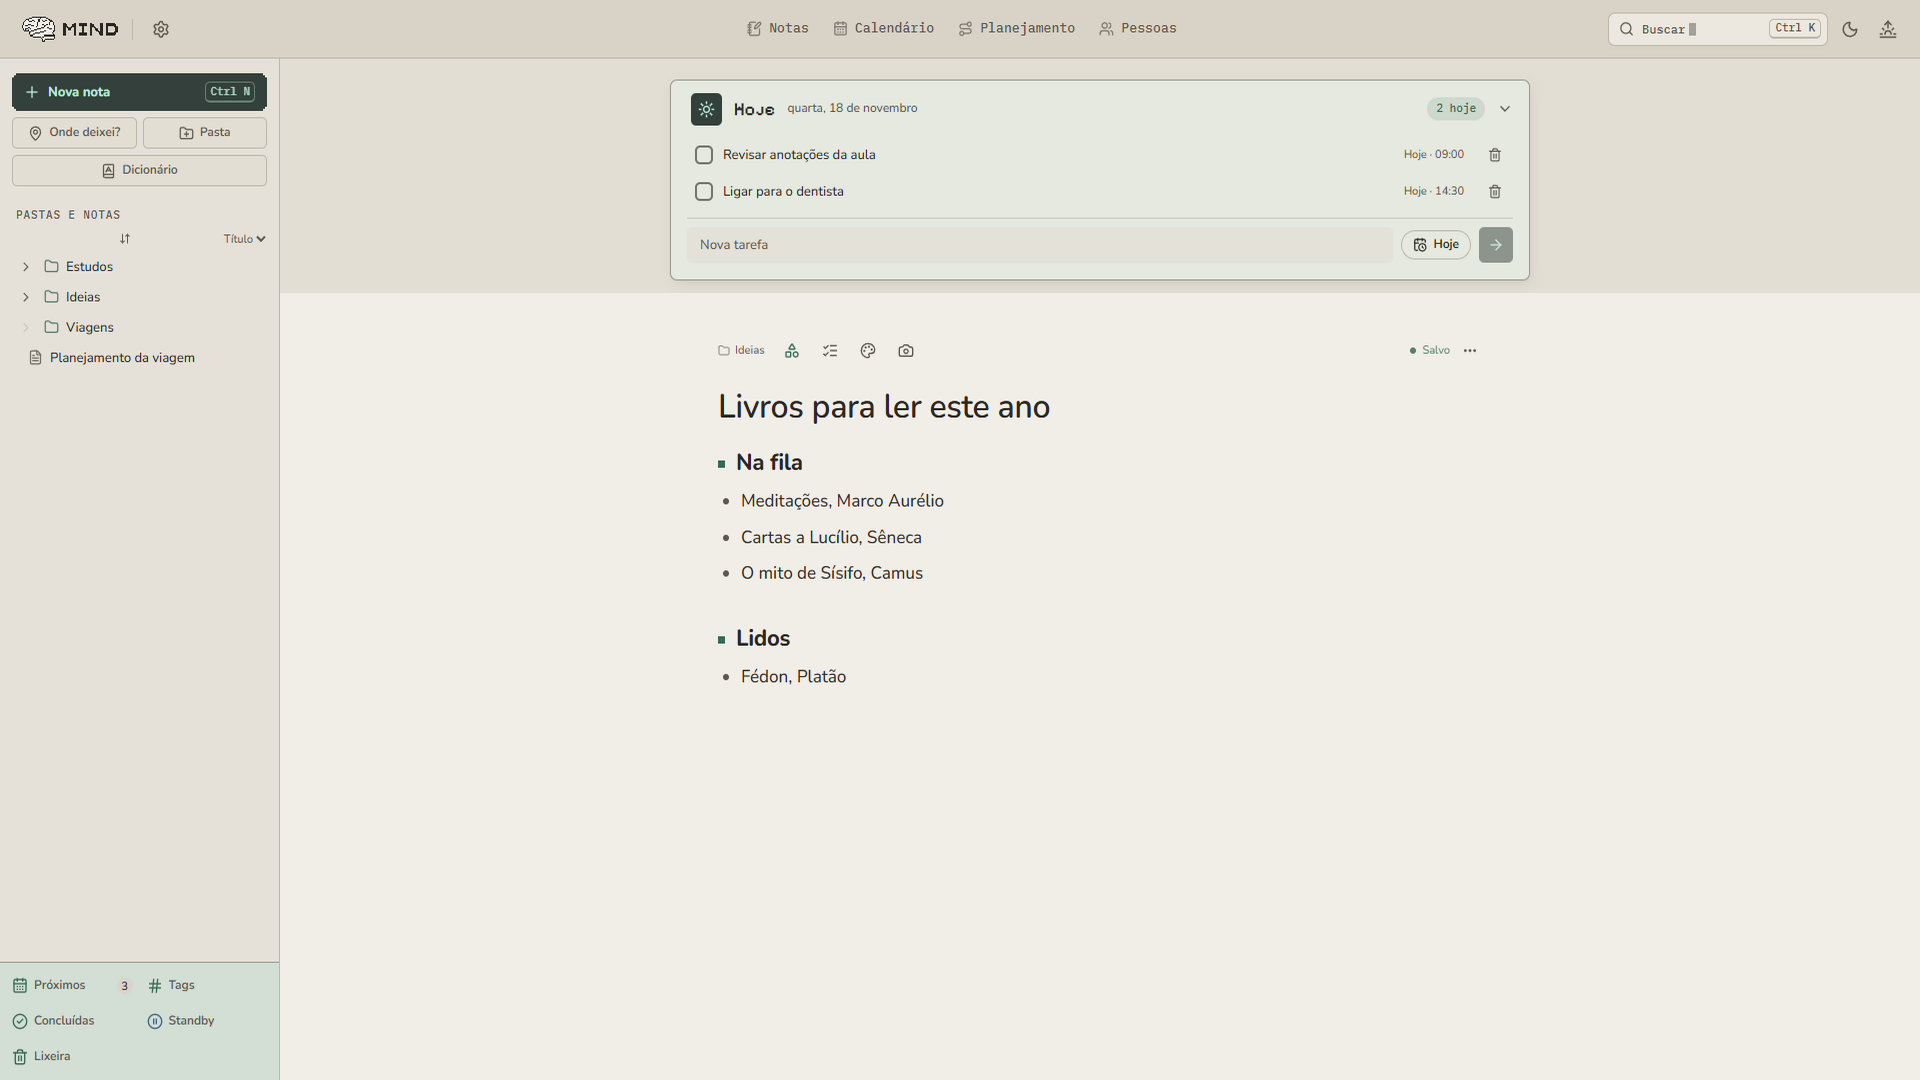 MIND
Notas
Calendário
Planejamento
Pessoas
Buscar
Ctrl K
Nova nota
Ctrl N
Onde deixei?
Pasta
Dicionário
PASTAS E NOTAS
Título
Estudos
Ideias
Viagens
Planejamento da viagem
Próximos
3
Tags
Concluídas
Standby
Lixeira
Hoje
quarta, 18 de novembro
2 hoje
Revisar anotações da aula
Hoje · 09:00
Ligar para o dentista
Hoje · 14:30
Nova tarefa
Hoje
Ideias
Salvo
Livros para ler este ano
Na fila
Meditações, Marco Aurélio
Cartas a Lucílio, Sêneca
O mito de Sísifo, Camus
Lidos
Fédon, Platão